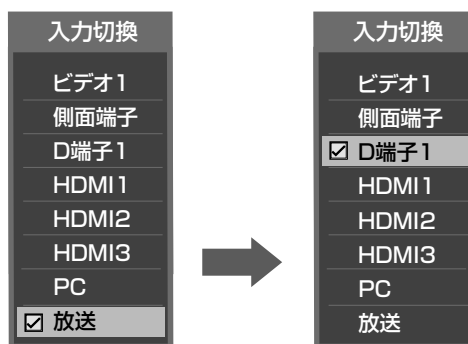 入力切換
ビデオ1
側面端子
D端子1
HDMI1
HDMI2
HDMI3
PC
☑ 放送
入力切換
ビデオ1
側面端子
☑ D端子1
HDMI1
HDMI2
HDMI3
PC
放送